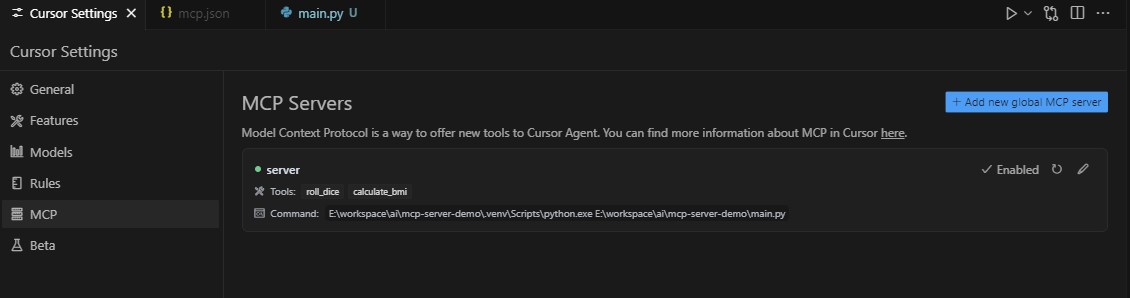 Cursor Settings
{} mcp.json
main.py U
Cursor Settings
General
Features
Models
Rules
MCP
Beta
MCP Servers
+ Add new global MCP server
Model Context Protocol is a way to offer new tools to Cursor Agent. You can find more information about MCP in Cursor here.
server
Enabled
Tools: roll_dice calculate_bmi
Command: E:\workspace\ai\mcp-server-demo\.venv\Scripts\python.exe E:\workspace\ai\mcp-server-demo\main.py